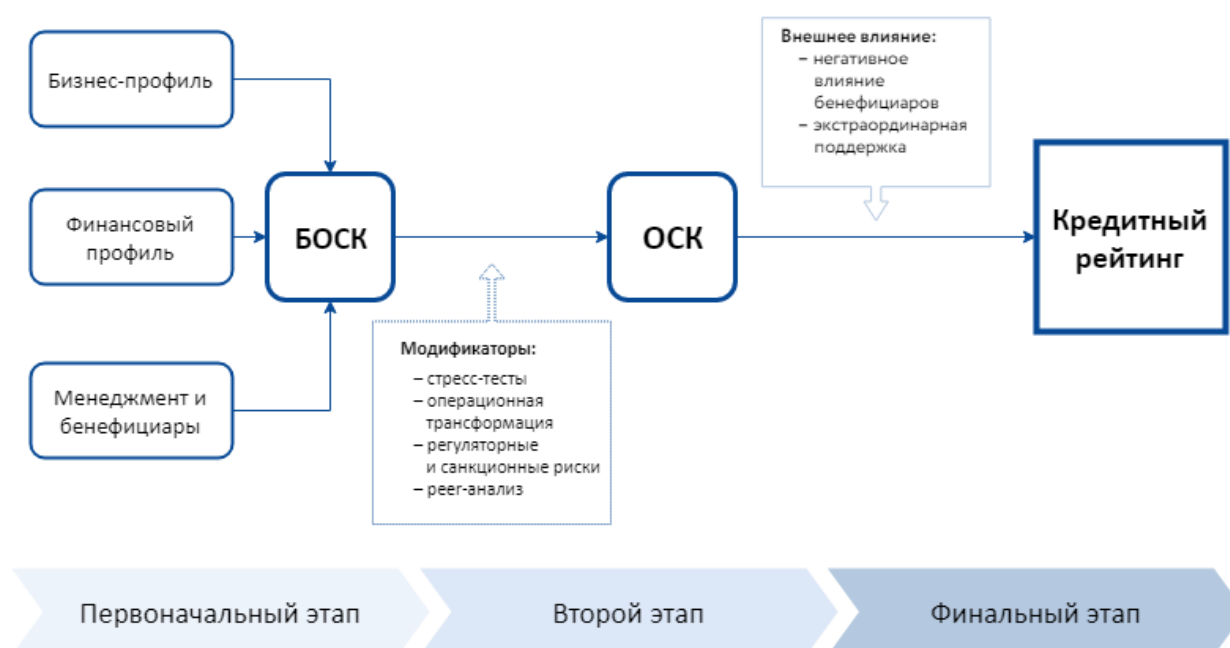 Бизнес-профиль
Финансовый
профиль
Менеджмент и
бенефициары
БОСК
Модификаторы:
– стресс-тесты
– операционная
трансформация
– регуляторные
и санкционные риски
– peer-анализ
ОСК
Внешнее влияние:
– негативное
влияние
бенефициаров
– экстраординарная
поддержка
Кредитный
рейтинг
Первоначальный этап
Второй этап
Финальный этап